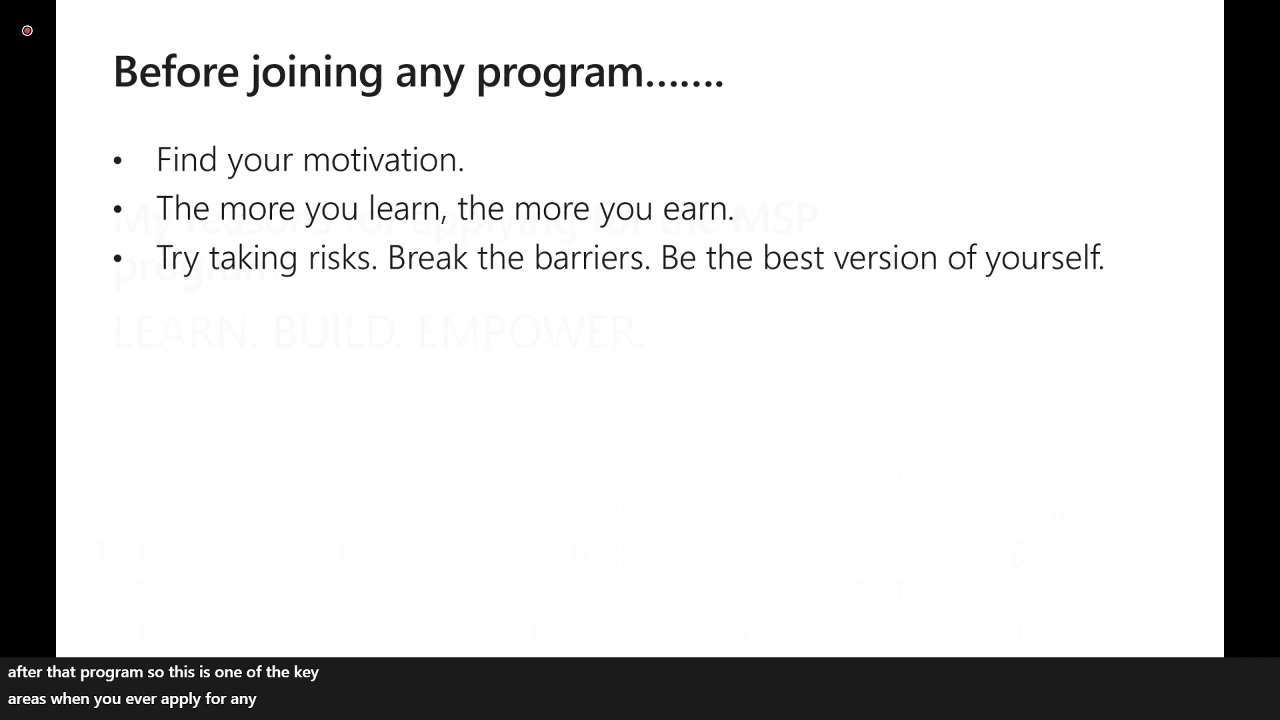 Before joining any program.......
• Find your motivation.
• The more you learn, the more you earn.
• Try taking risks. Break the barriers. Be the best version of yourself.
My reasons for applying for the MSP
program
LEARN. BUILD. EMPOWER.
after that program so this is one of the key
areas when you ever apply for any